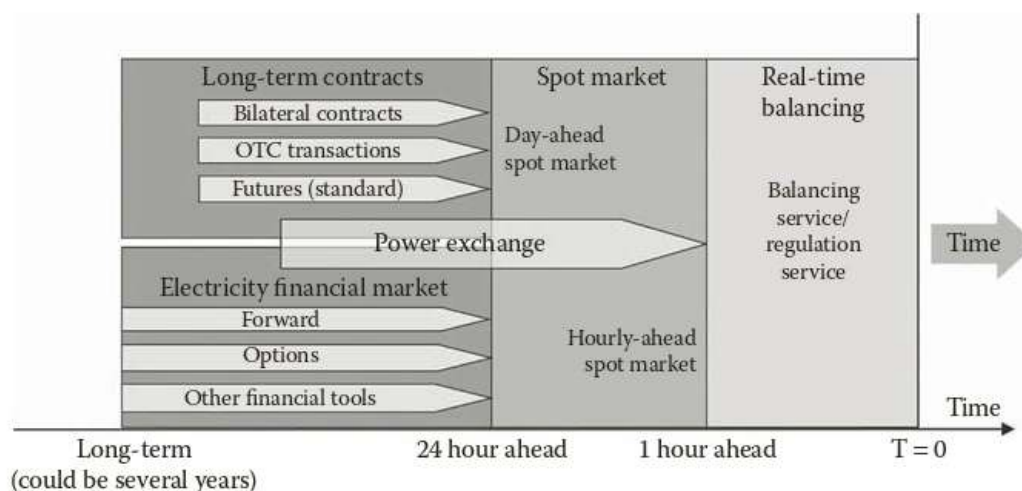 Long-term contracts
Bilateral contracts
OTC transactions
Futures (standard)
Power exchange
Electricity financial market
Forward
Options
Other financial tools
Spot market
Day-ahead
spot market
Hourly-ahead
spot market
Real-time
balancing
Balancing
service/
regulation
service
Time
Time
Long-term
(could be several years)
24 hour ahead
1 hour ahead
T = 0